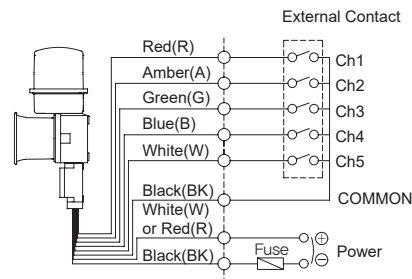 External Contact
Red(R)
Ch1
Amber(A)
Ch2
Green(G)
Ch3
Blue(B)
Ch4
White(W)
Ch5
Black(BK)
COMMON
White(W)
or Red(R)
Fuse
⊕
Power
Black(BK)
⊖